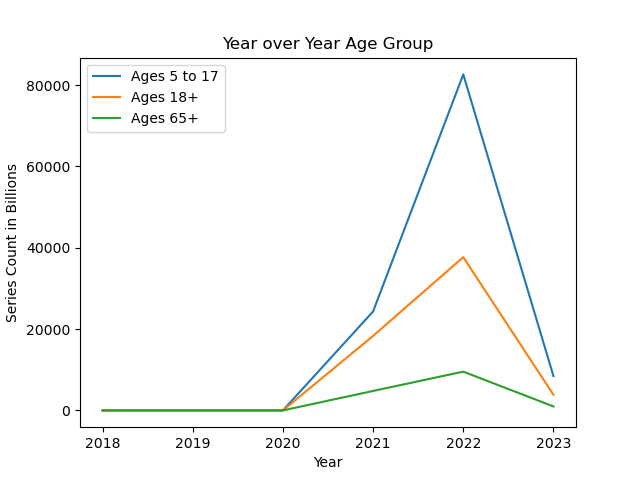 Year over Year Age Group
Ages 5 to 17
Ages 18+
Ages 65+
Series Count in Billions
80000
60000
40000
20000
0
2018 2019 2020 2021 2022 2023
Year